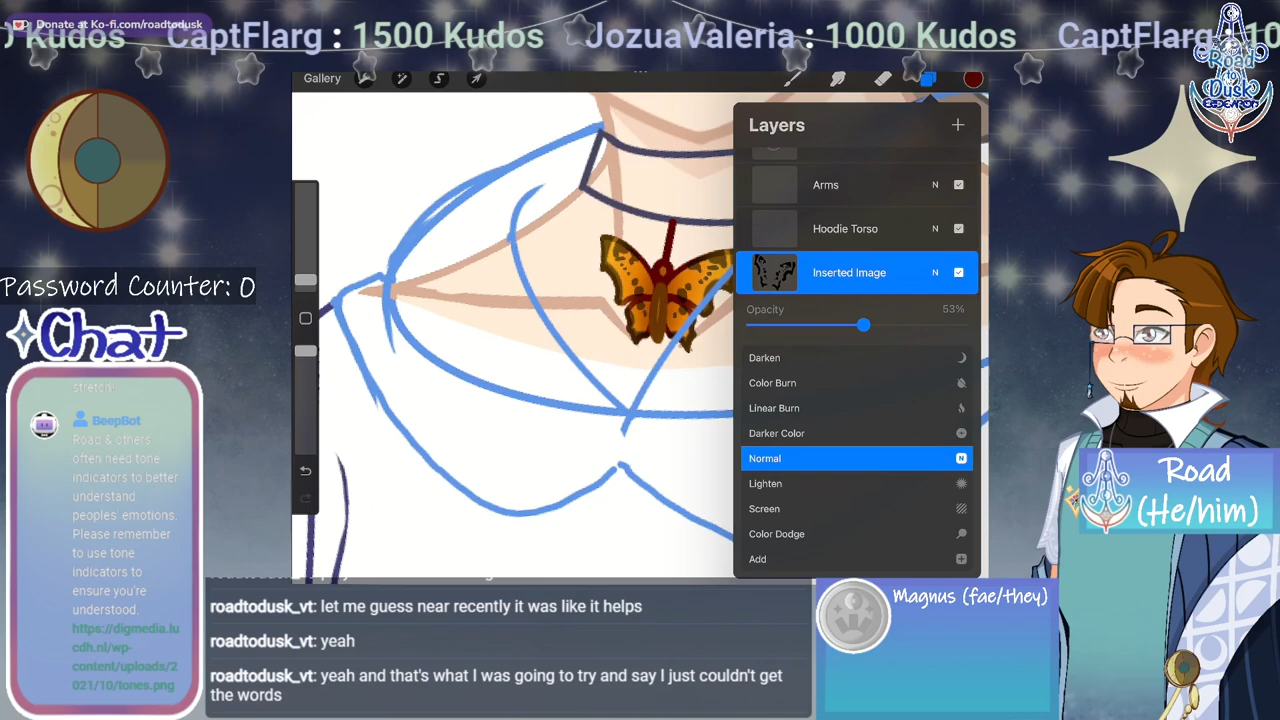 Donate at Ko-fi.com/roadtodusk
Kudos CaptFlarg : 1500 Kudos JozuaValeria : 1000 Kudos CaptFlarg
Road
to
Dusk
Gallery
Layers
Arms N
Hoodie Torso N
Inserted Image N
Opacity 53%
Darken
Color Burn
Linear Burn
Darker Color
Normal N
Lighten
Screen
Color Dodge
Add
Password Counter: 0
Chat
stretch!
BeepBot
Road & others
often need tone
indicators to better
understand
peoples' emotions.
Please remember
to use tone
indicators to
ensure you're
understood.
https://digmedia.lu
cdh.nl/wp-
content/uploads/2
021/10/tones.png
roadtodusk_vt: let me guess near recently it was like it helps
roadtodusk_vt: yeah
roadtodusk_vt: yeah and that's what I was going to try and say I just couldn't get
the words
Road
(He/him)
Magnus (fae/they)